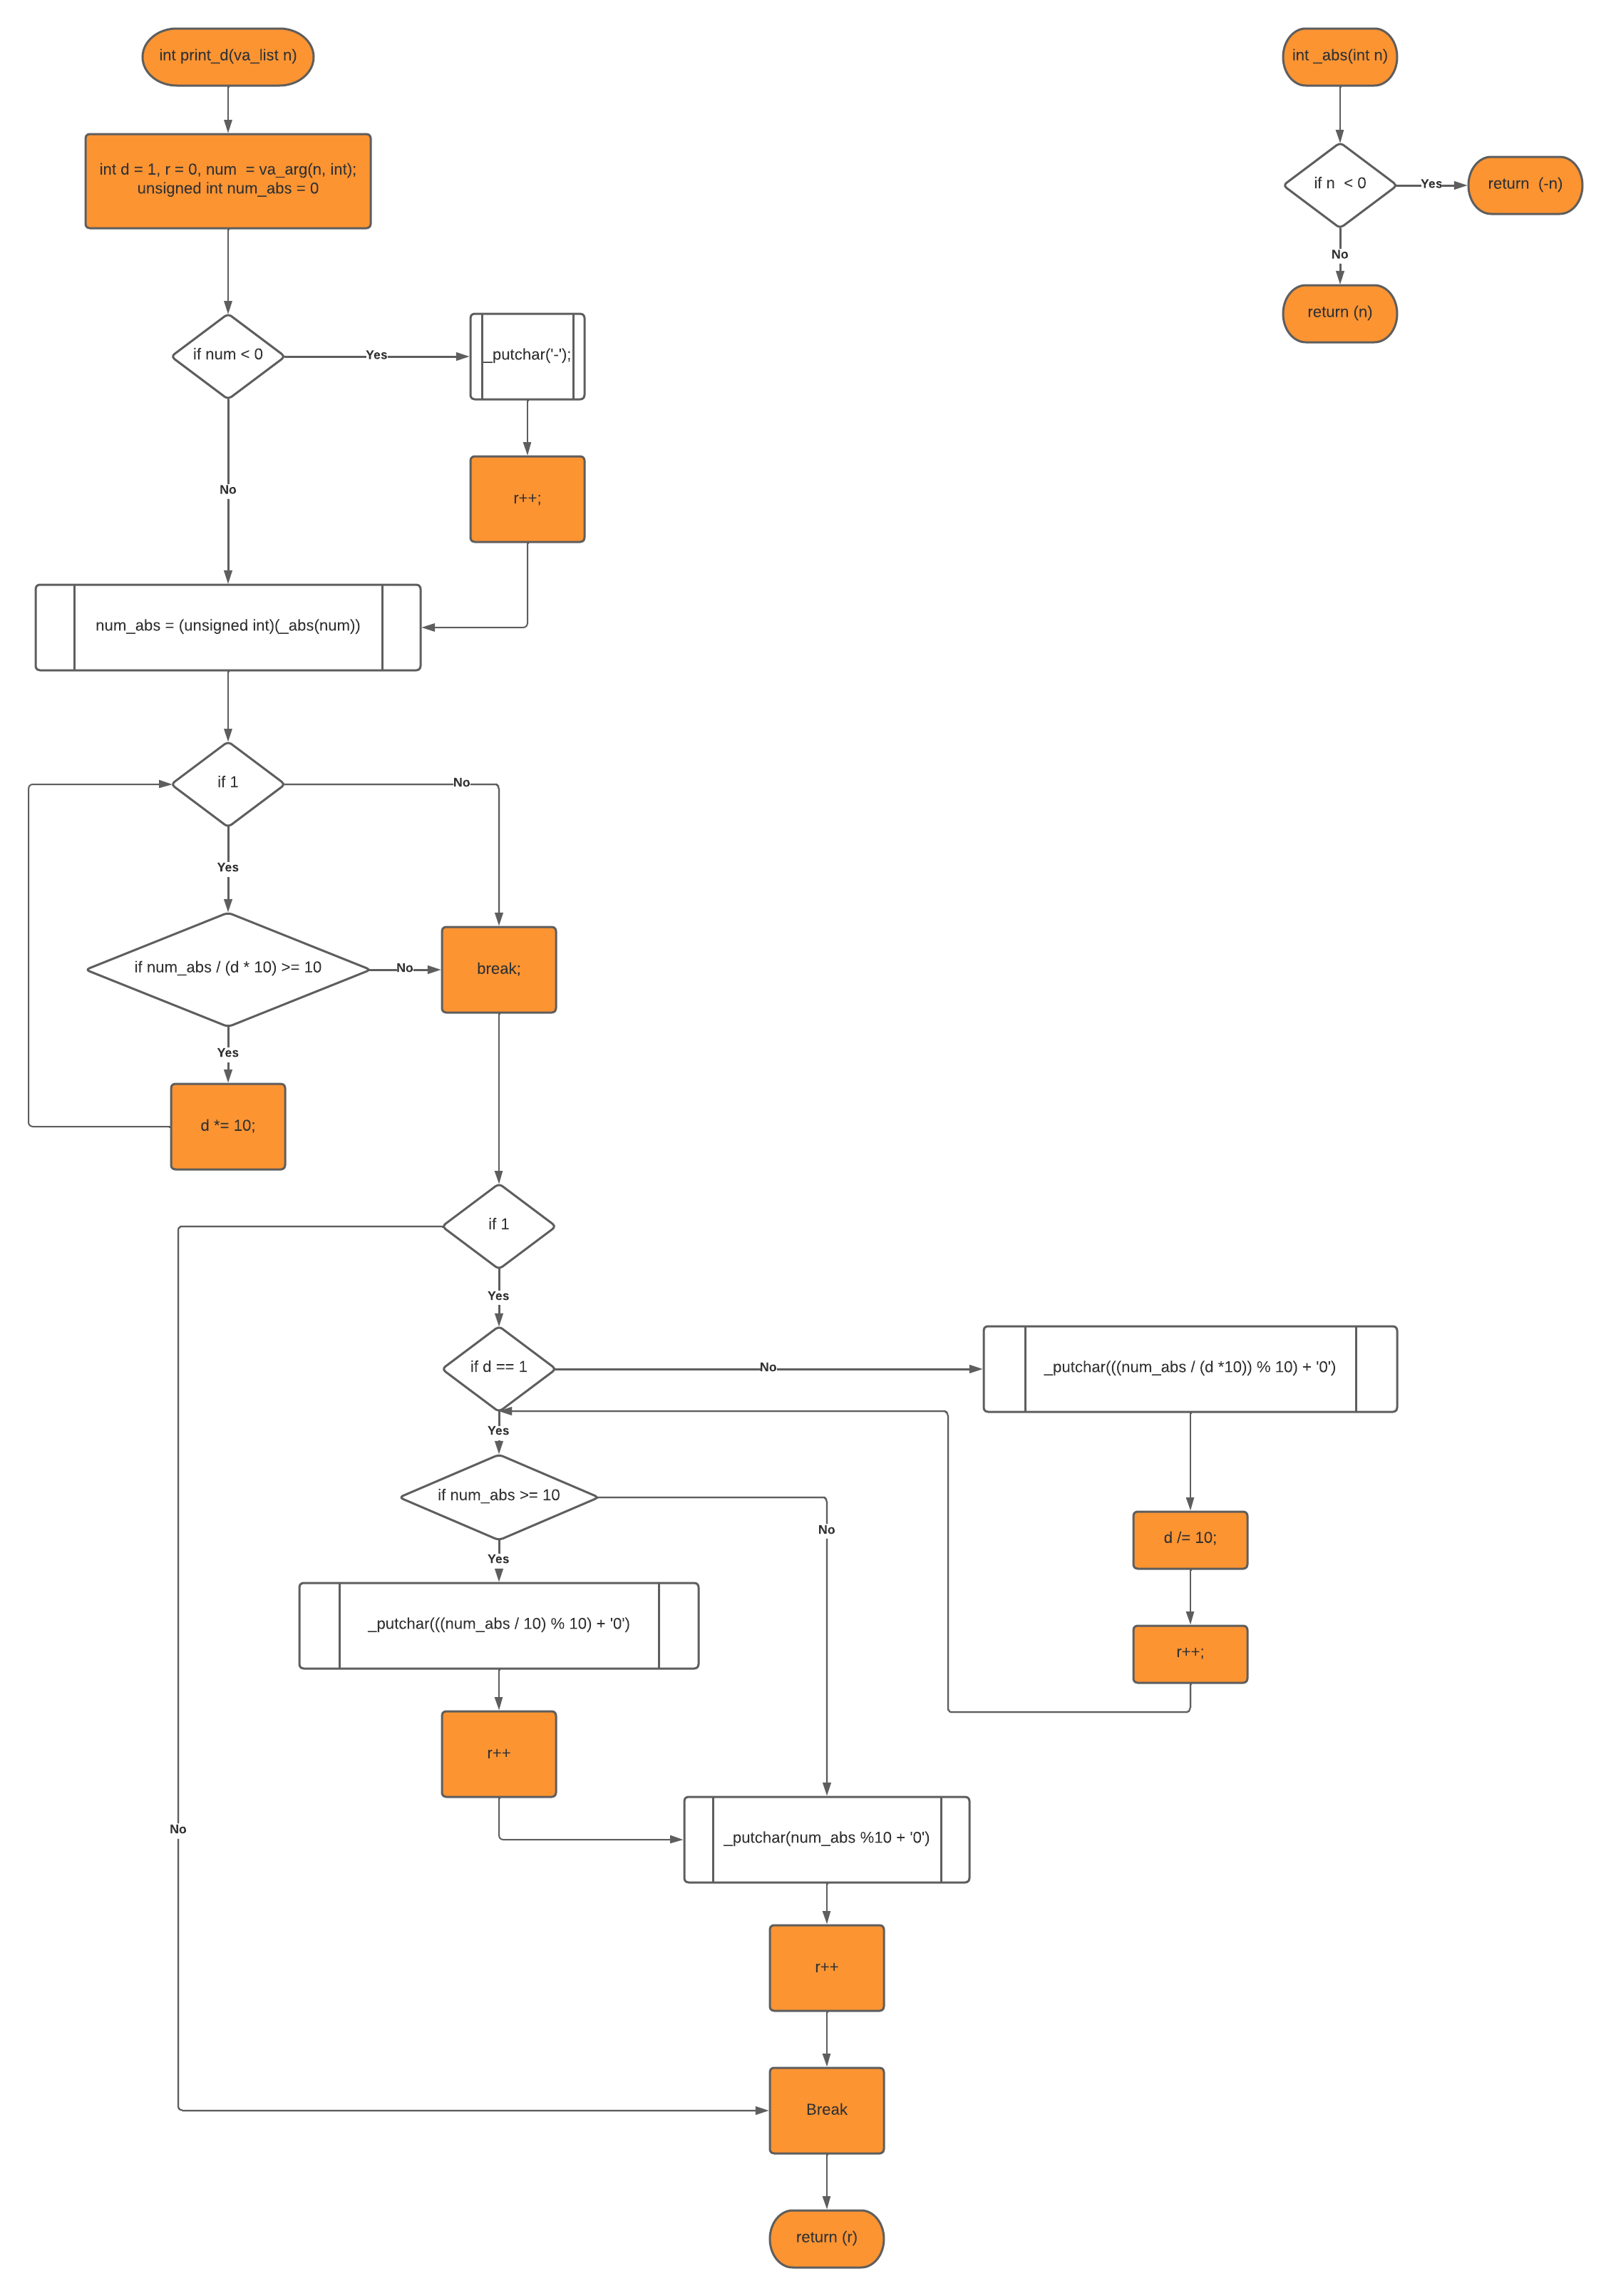 int print_d(va_list n)
int _abs(int n)
int d = 1, r = 0, num  = va_arg(n, int);
unsigned int num_abs = 0
if n  < 0
Yes
return  (-n)
No
return (n)
if num < 0
Yes
_putchar('-');
No
r++;
num_abs = (unsigned int)(_abs(num))
if 1
No
Yes
if num_abs / (d * 10) >= 10
No
break;
Yes
d *= 10;
if 1
Yes
if d == 1
No
_putchar(((num_abs / (d *10)) % 10) + '0')
Yes
if num_abs >= 10
No
d /= 10;
Yes
_putchar(((num_abs / 10) % 10) + '0')
r++;
r++
No
_putchar(num_abs %10 + '0')
r++
Break
return (r)